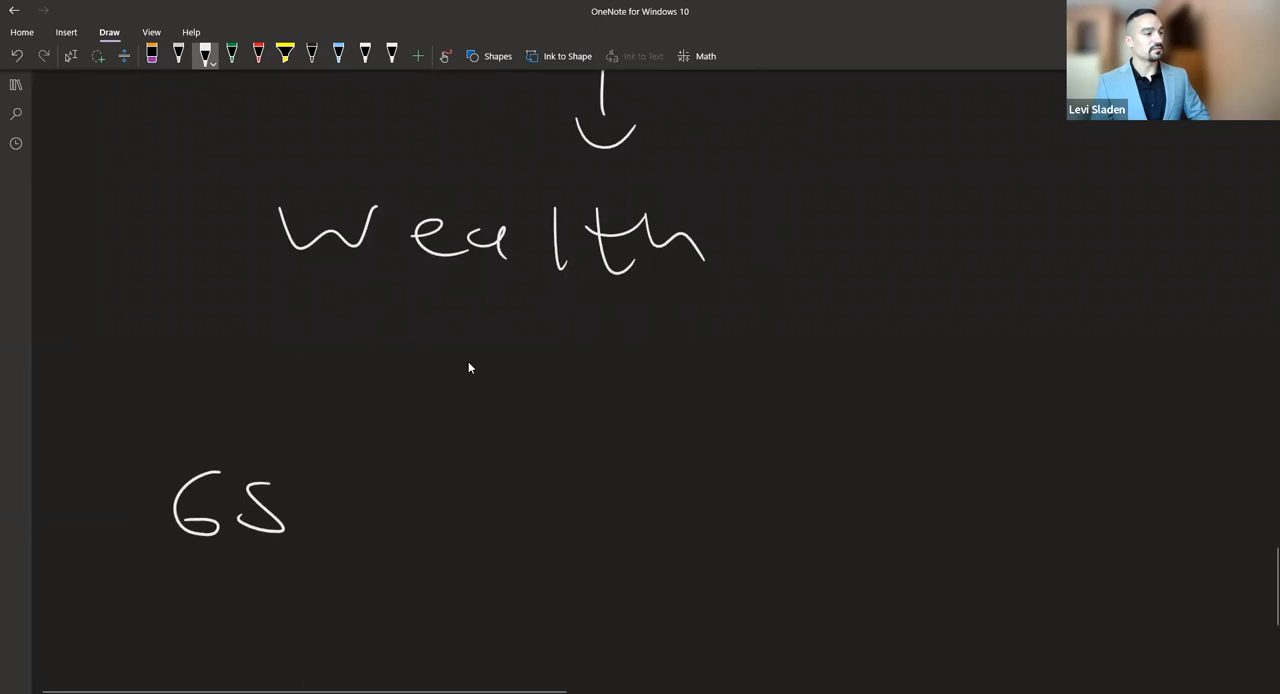 OneNote for Windows 10
Home Insert Draw View Help
Shapes Ink to Shape Ink to Text Math
Levi Sladen
Wealth
65